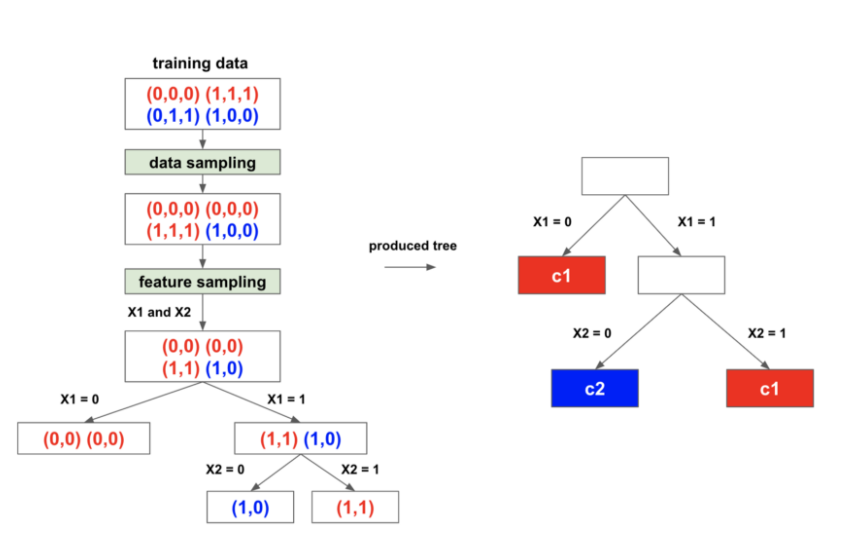 training data
(0,0,0) (1,1,1)
(0,1,1) (1,0,0)
data sampling
(0,0,0) (0,0,0)
(1,1,1) (1,0,0)
feature sampling
X1 and X2
(0,0) (0,0)
(1,1) (1,0)
X1 = 0
X1 = 1
(0,0) (0,0)
(1,1) (1,0)
X2 = 0
X2 = 1
(1,0)
(1,1)
produced tree
X1 = 0
X1 = 1
c1
X2 = 0
X2 = 1
c2
c1